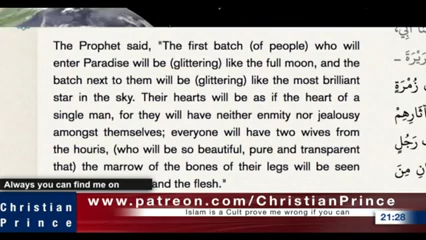 The Prophet said, "The first batch (of people) who will
enter Paradise will be (glittering) like the full moon, and the
batch next to them will be (glittering) like the most brilliant
star in the sky. Their hearts will be as if the heart of a
single man, for they will have neither enmity nor jealousy
amongst themselves; everyone will have two wives from
the houris, (who will be so beautiful, pure and transparent
that) the marrow of the bones of their legs will be seen
and the flesh."
زُمْرَةٍ
آثَارِهِمْ
رَجُلٍ
مِنَ
Always you can find me on
www.patreon.com/ChristianPrince
Christian
Prince
Islam is a Cult prove me wrong if you can
21:28